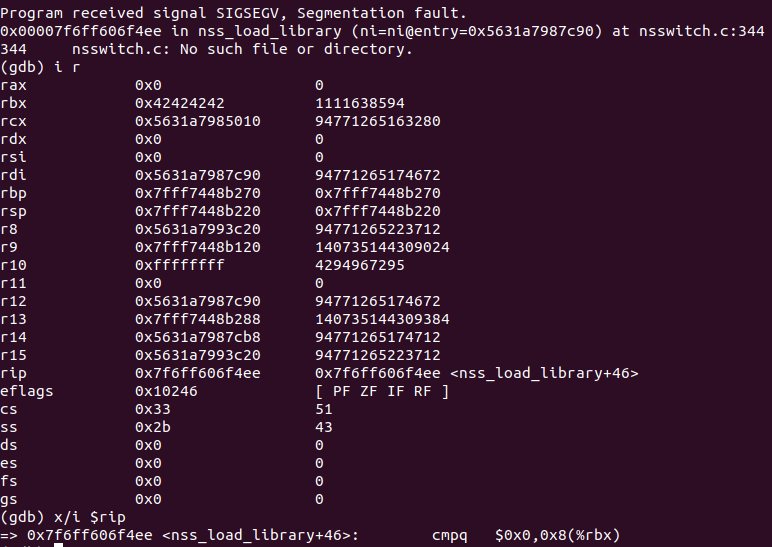 Program received signal SIGSEGV, Segmentation fault.
0x00007f6ff606f4ee in nss_load_library (ni=ni@entry=0x5631a7987c90) at nsswitch.c:344
344 nsswitch.c: No such file or directory.
(gdb) i r
rax 0x0 0
rbx 0x42424242 1111638594
rcx 0x5631a7985010 94771265163280
rdx 0x0 0
rsi 0x0 0
rdi 0x5631a7987c90 94771265174672
rbp 0x7fff7448b270 0x7fff7448b270
rsp 0x7fff7448b220 0x7fff7448b220
r8 0x5631a7993c20 94771265223712
r9 0x7fff7448b120 140735144309024
r10 0xffffffff 4294967295
r11 0x0 0
r12 0x5631a7987c90 94771265174672
r13 0x7fff7448b288 140735144309384
r14 0x5631a7987cb8 94771265174712
r15 0x5631a7993c20 94771265223712
rip 0x7f6ff606f4ee 0x7f6ff606f4ee <nss_load_library+46>
eflags 0x10246 [ PF ZF IF RF ]
cs 0x33 51
ss 0x2b 43
ds 0x0 0
es 0x0 0
fs 0x0 0
gs 0x0 0
(gdb) x/i $rip
=> 0x7f6ff606f4ee <nss_load_library+46>: cmpq $0x0,0x8(%rbx)